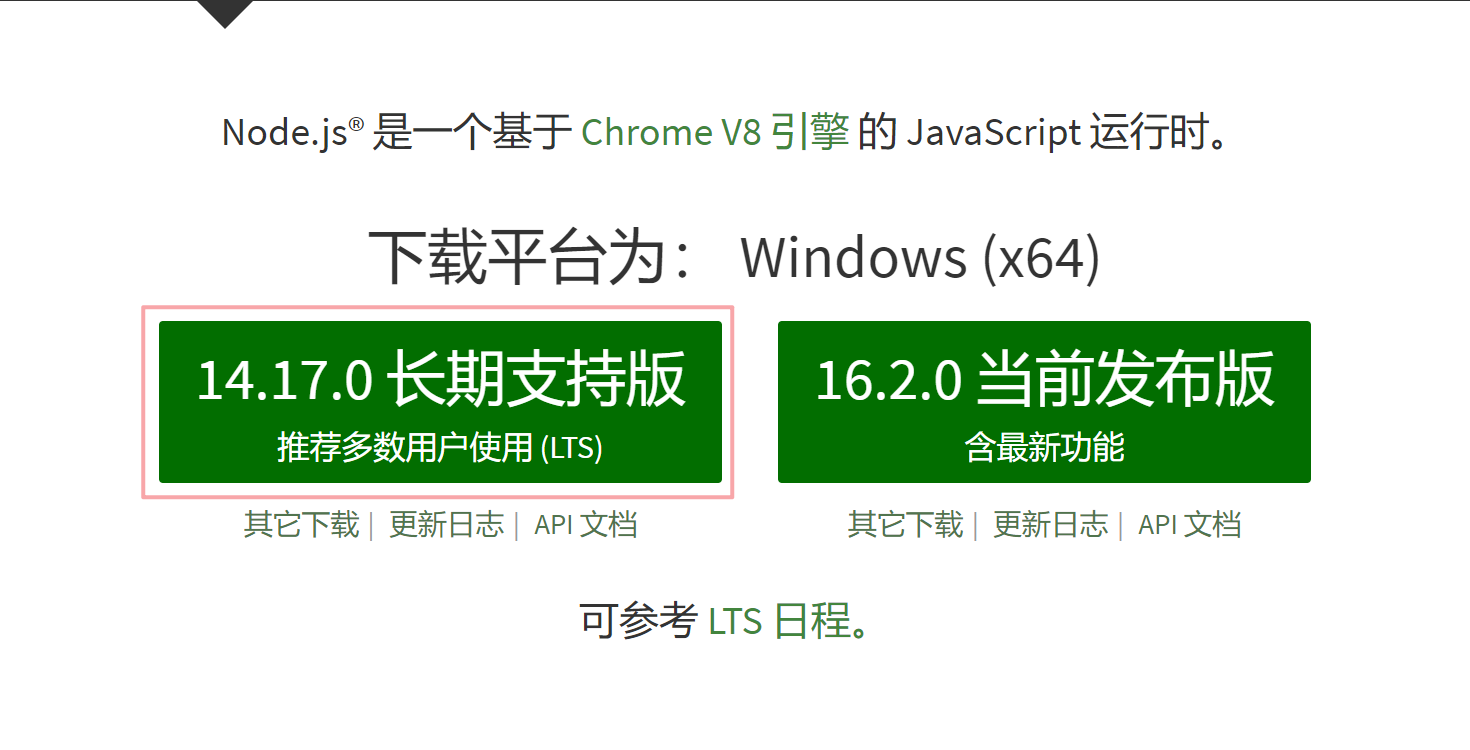 Node.js® 是一个基于 Chrome V8 引擎 的 JavaScript 运行时。
下载平台为： Windows (x64)
14.17.0 长期支持版
推荐多数用户使用 (LTS)
16.2.0 当前发布版
含最新功能
其它下载 | 更新日志 | API 文档
其它下载 | 更新日志 | API 文档
可参考 LTS 日程。